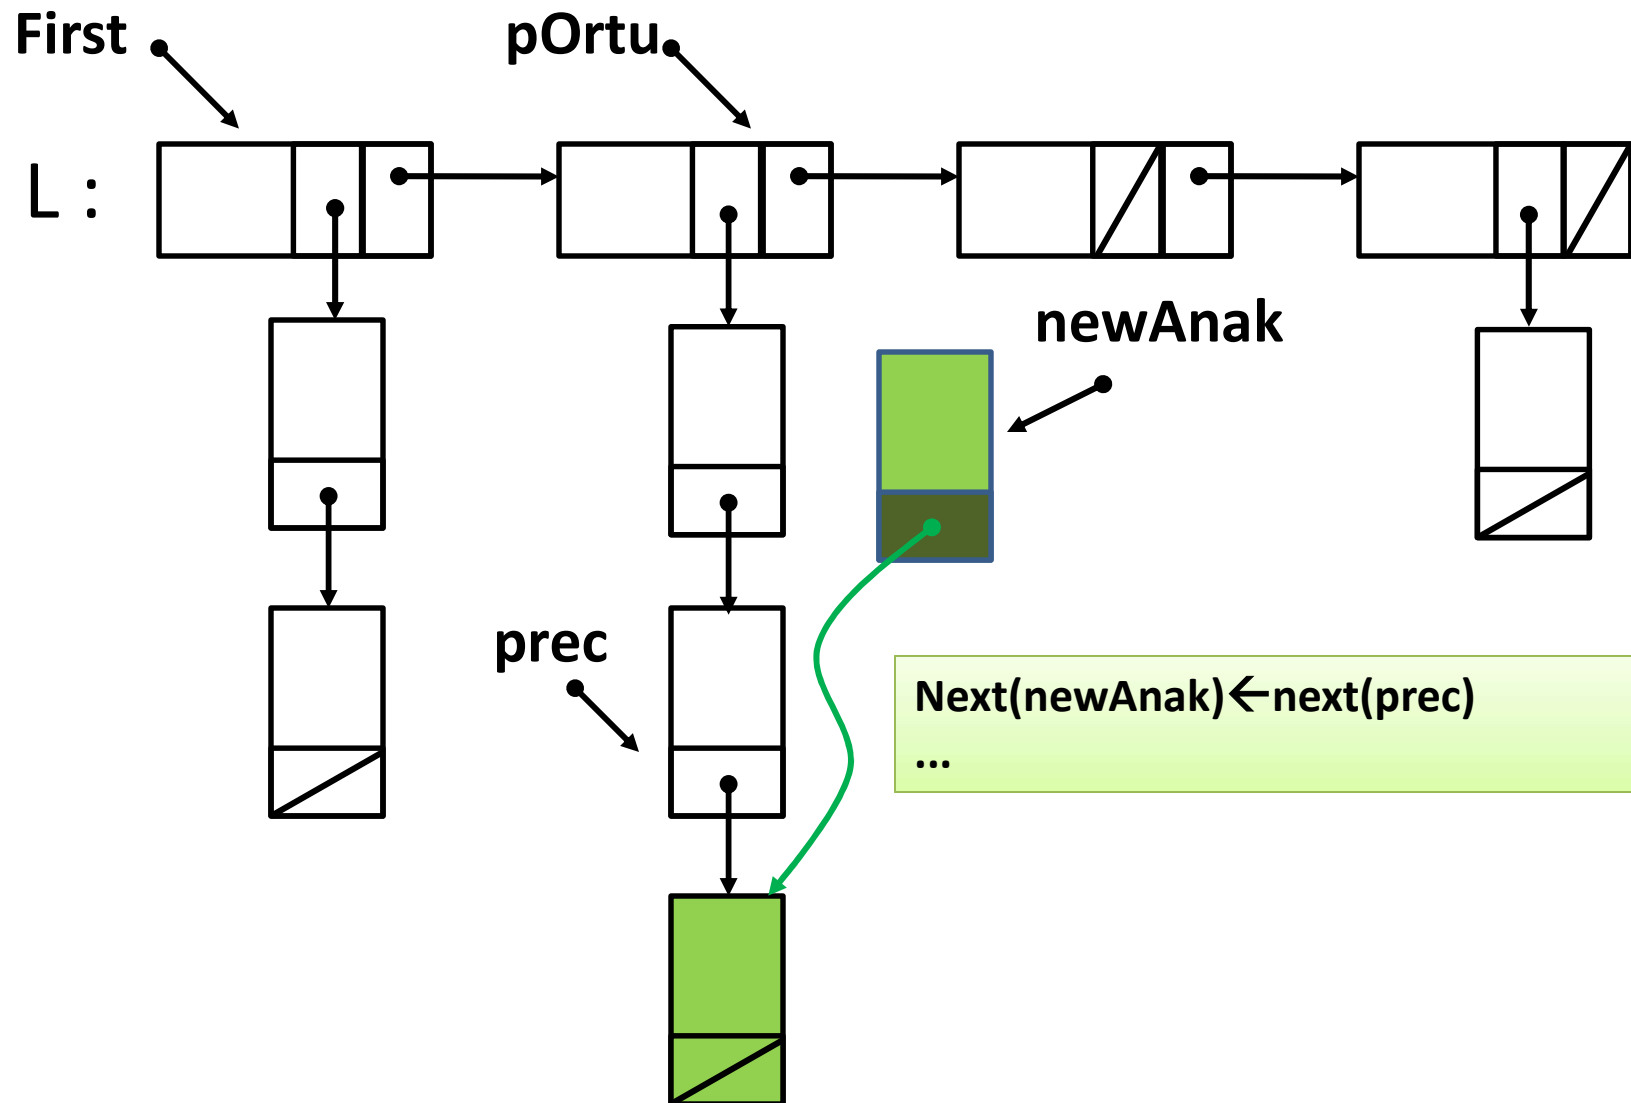 First
pOrtu
L :
newAnak
prec
Next(newAnak)←next(prec)
...